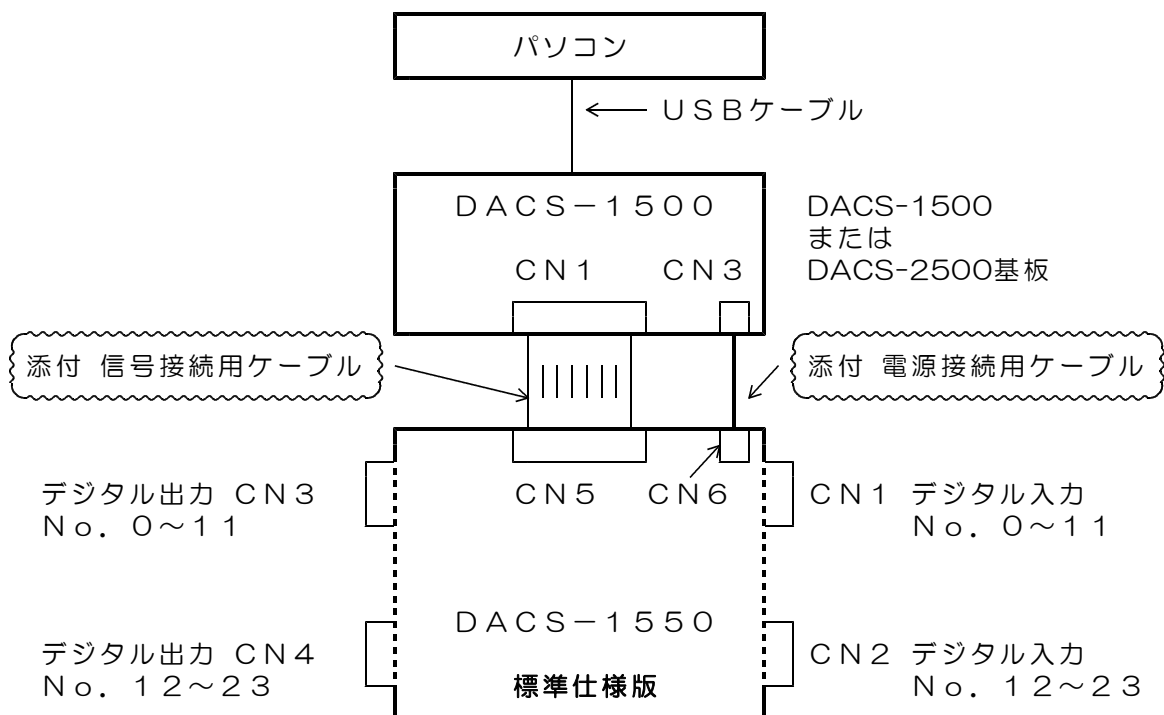 パソコン
USBケーブル
DACS-1500
DACS-1500
または
DACS-2500基板
CN1 CN3
添付 信号接続用ケーブル
添付 電源接続用ケーブル
CN5 CN6
デジタル出力 CN3
No. 0~11
CN1 デジタル入力
No. 0~11
DACS-1550
標準仕様版
デジタル出力 CN4
No. 12~23
CN2 デジタル入力
No. 12~23